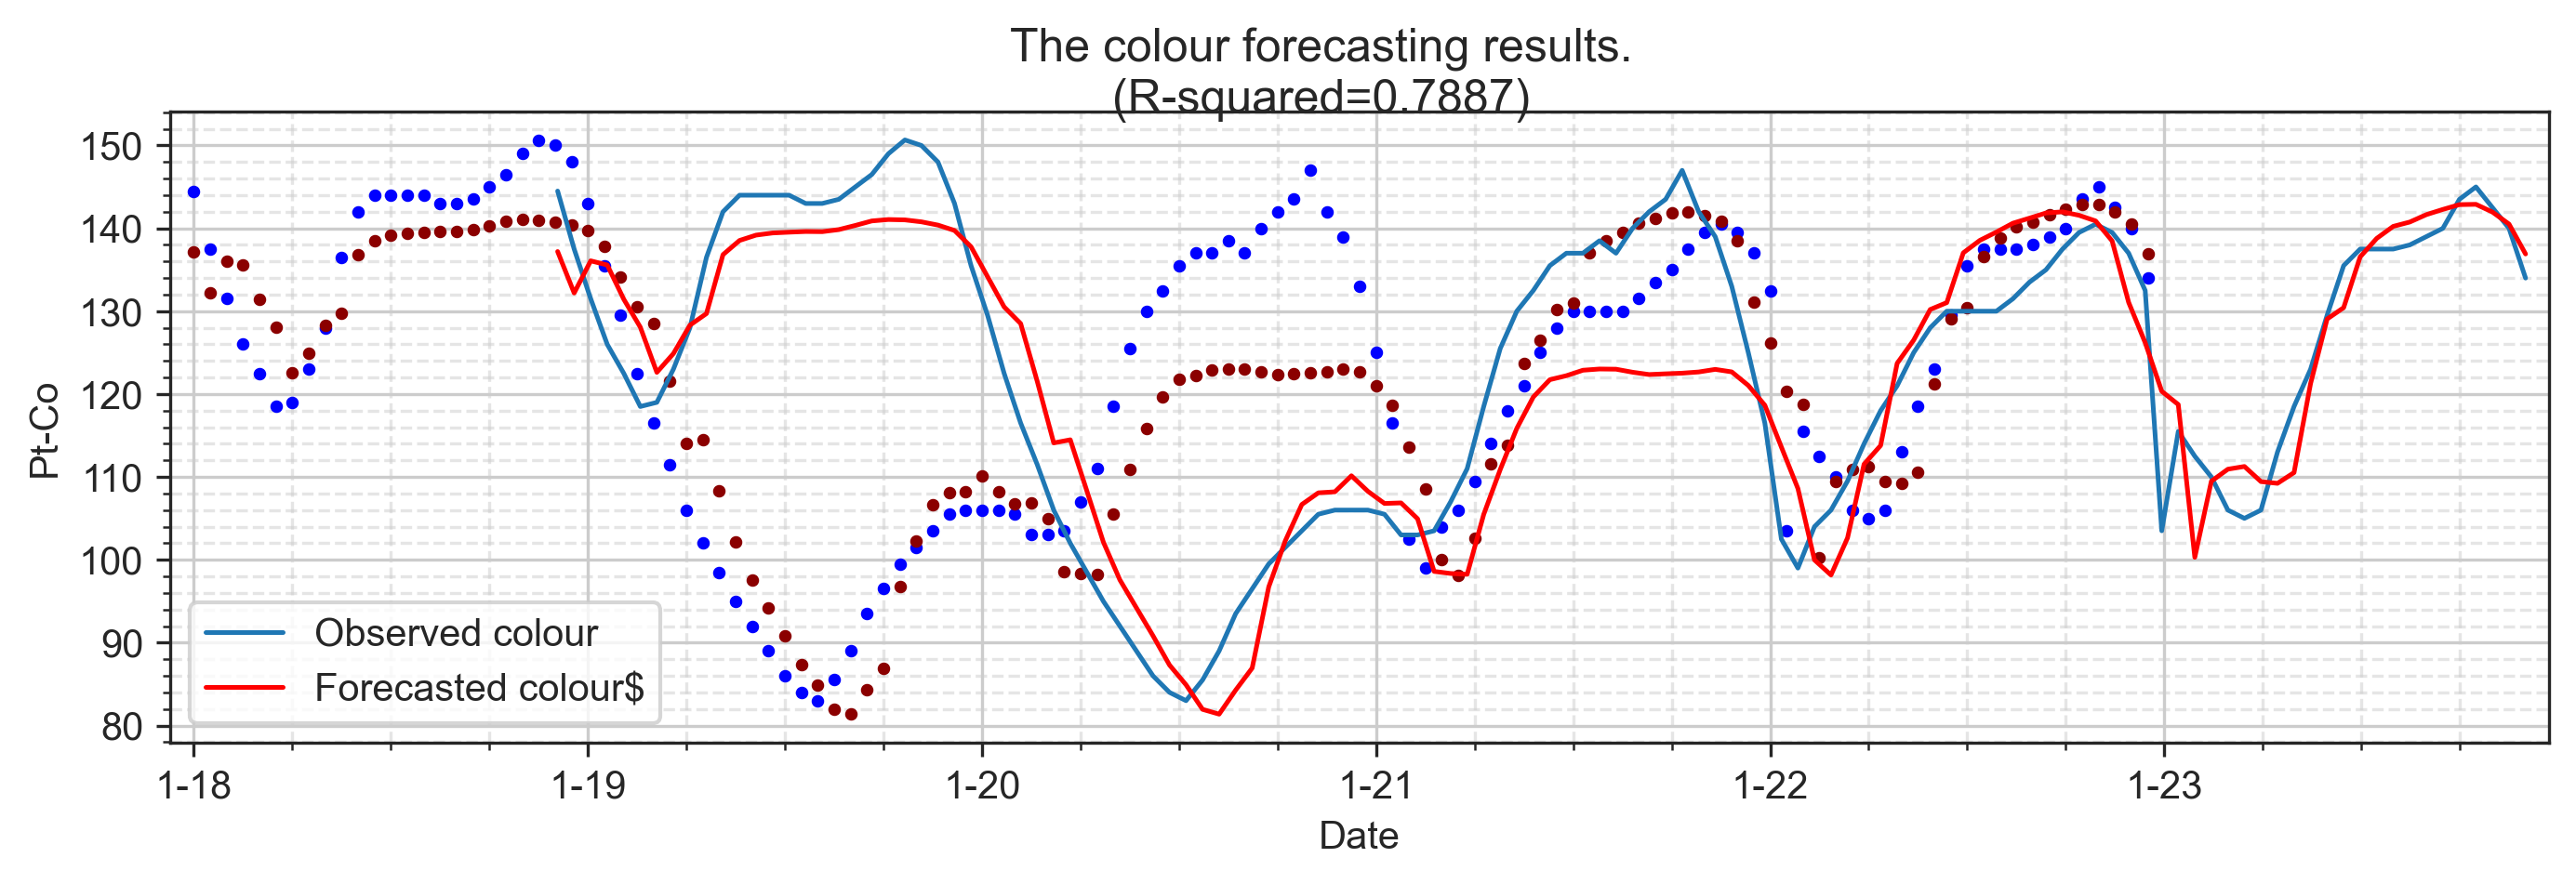 The colour forecasting results.
(R-squared=0.7887)
150
140
130
120
110
100
90
80
Pt-Co
Observed colour
Forecasted colour$
1-18 1-19 1-20 1-21 1-22 1-23
Date